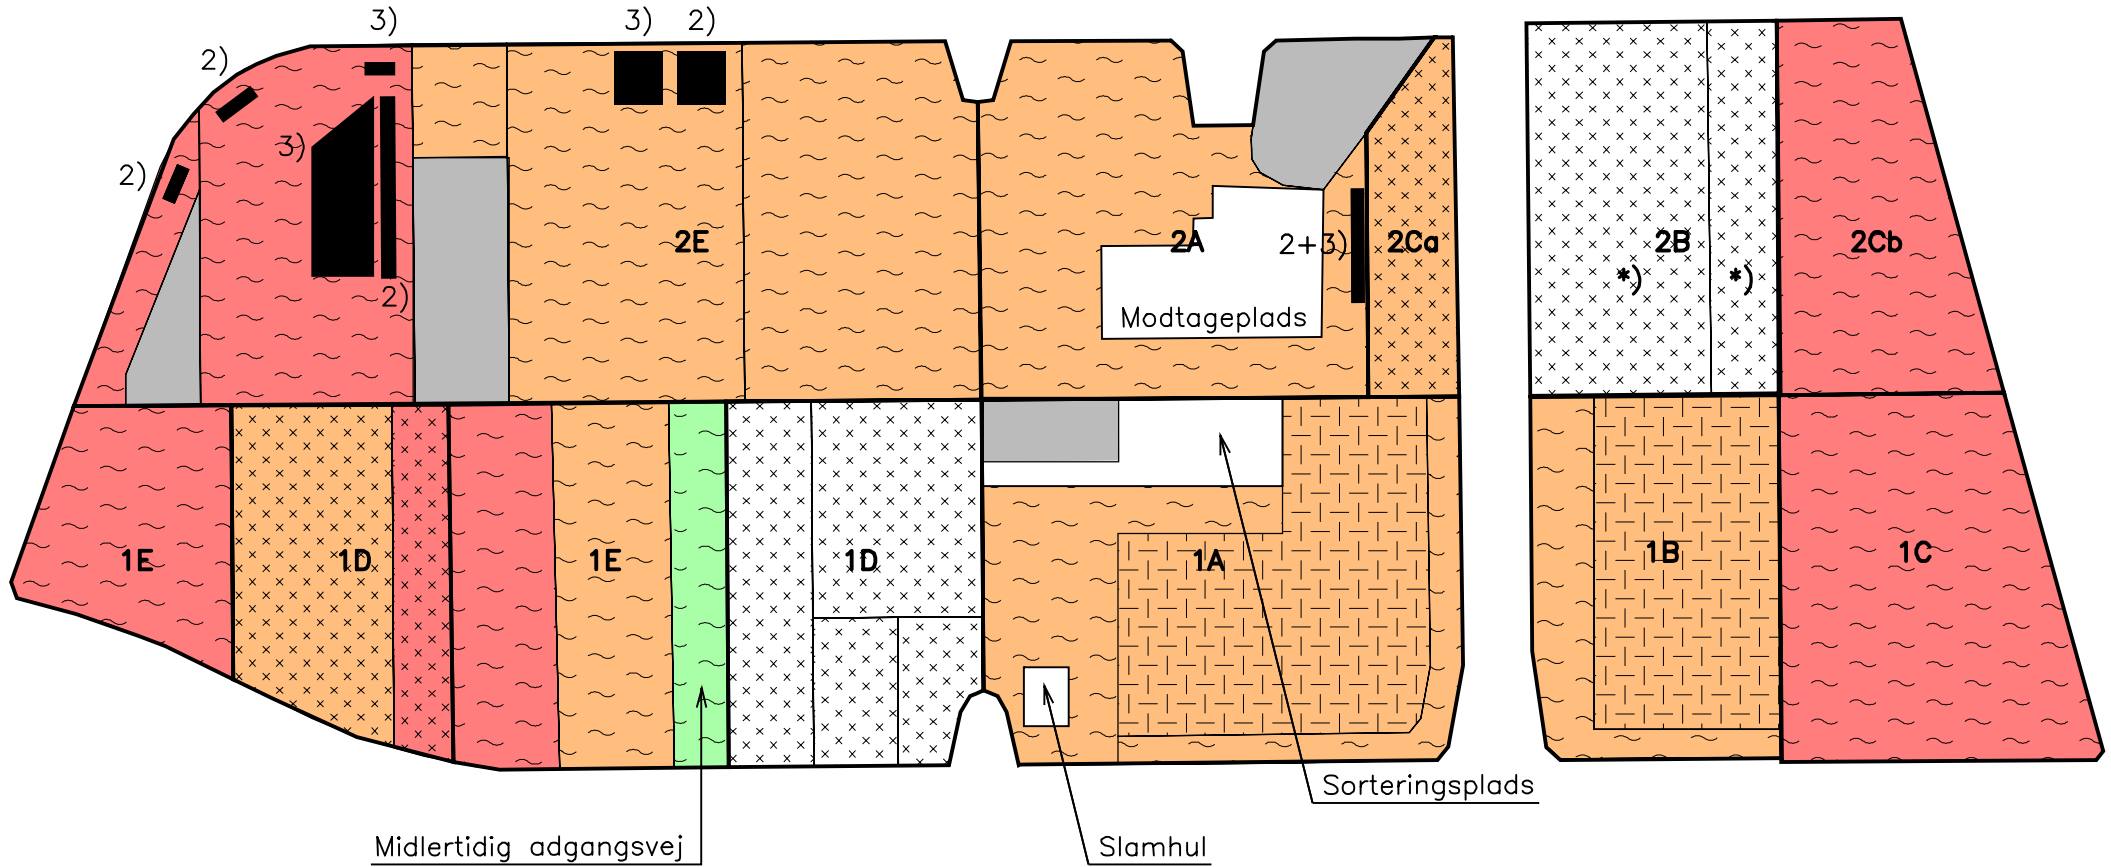 3)
3)
2)
2)
3)
2)
2E
2A
2+3)
2Ca
2B
2Cb
*)
*)
2)
Modtageplads
1E
1D
1E
1D
1A
1B
1C
Sorteringsplads
Midlertidig adgangsvej
Slamhul